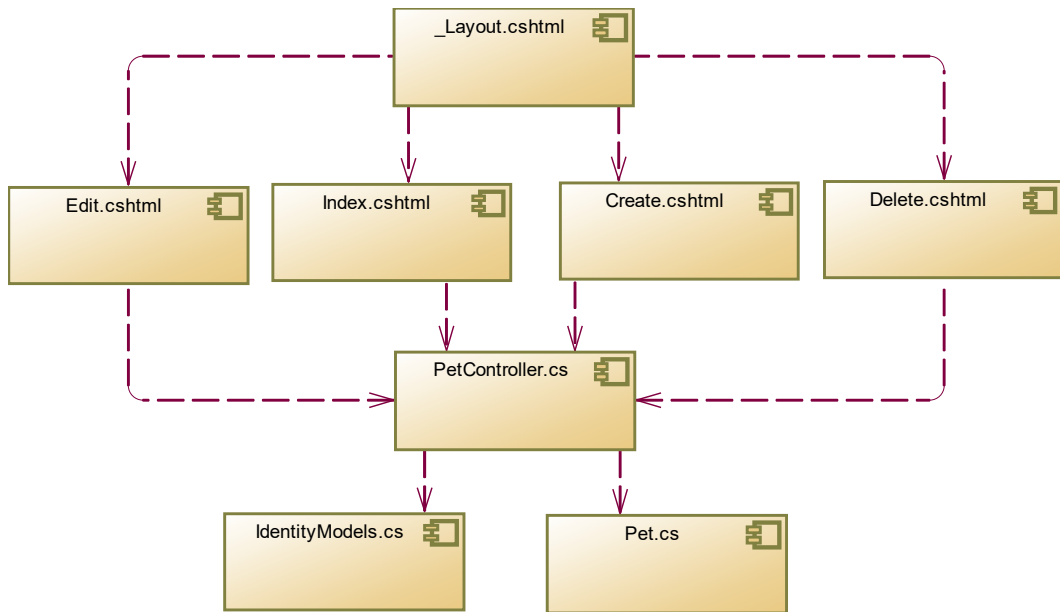 _Layout.cshtml
Edit.cshtml
Index.cshtml
Create.cshtml
Delete.cshtml
PetController.cs
IdentityModels.cs
Pet.cs